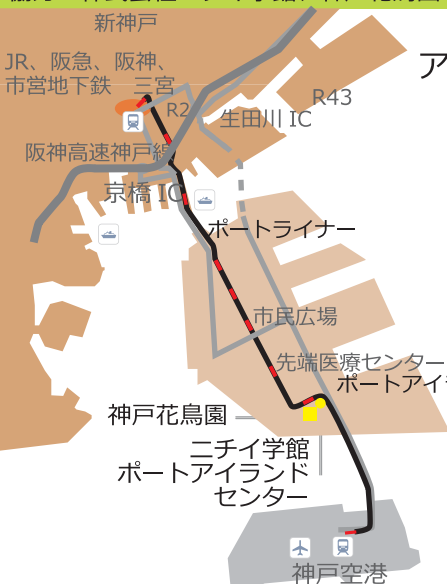 新神戸
ア
JR、阪急、阪神、
市営地下鉄 三宮
R43
R2
生田川 IC
阪神高速神戸線
京橋 IC
ポートライナー
市民広場
先端医療センター
ポートアイ
神戸花鳥園
ニチイ学館
ポートアイランド
センター
神戸空港